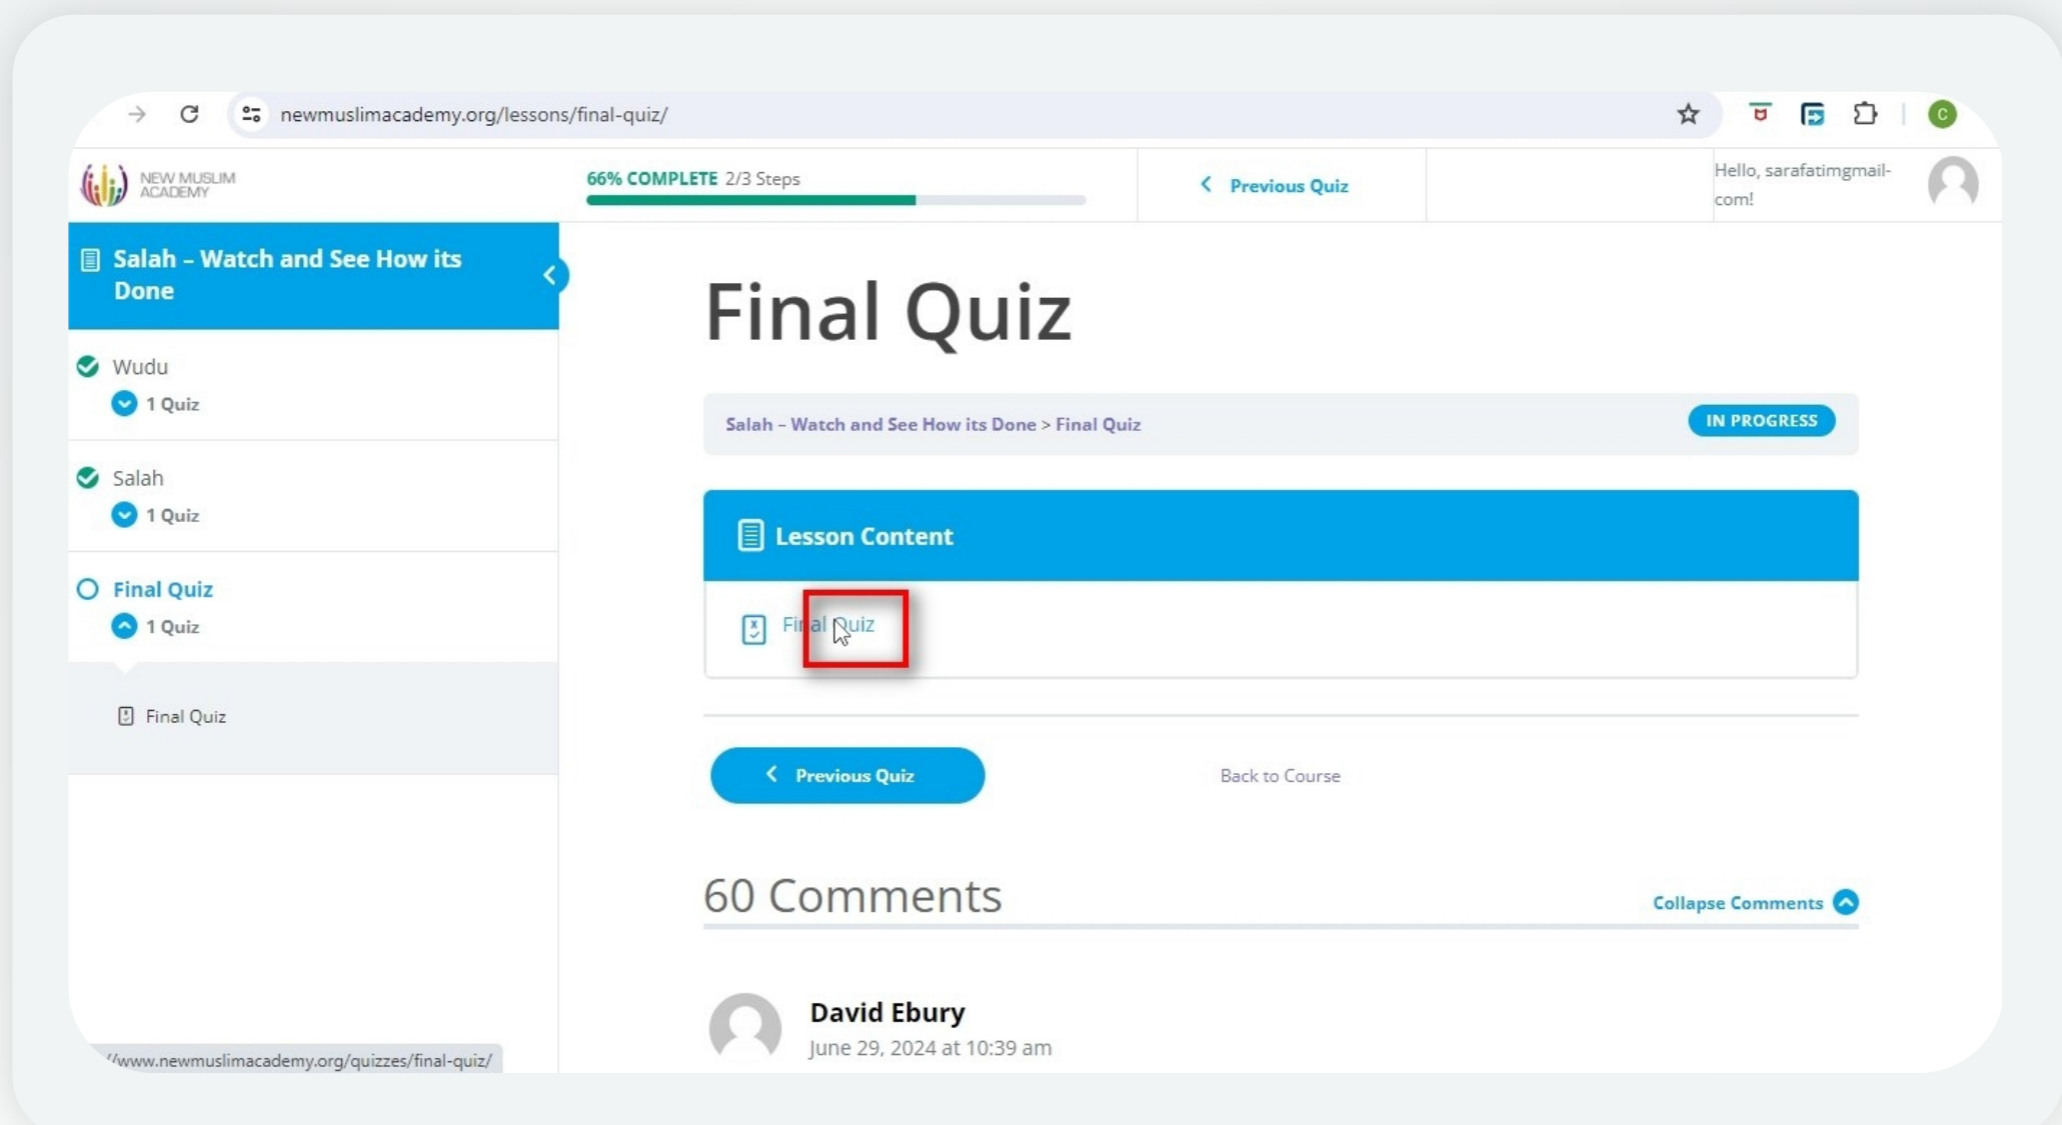 newmuslimacademy.org/lessons/final-quiz/
C
NEW MUSLIM
ACADEMY
66% COMPLETE 2/3 Steps
Previous Quiz
Hello, sarafatimgmail-
com!
Salah – Watch and See How its
Done
Wudu
1 Quiz
Salah
1 Quiz
Final Quiz
1 Quiz
Final Quiz
Final Quiz
Salah – Watch and See How its Done > Final Quiz
IN PROGRESS
Lesson Content
Final Quiz
Previous Quiz
Back to Course
60 Comments
Collapse Comments
David Ebury
June 29, 2024 at 10:39 am
//www.newmuslimacademy.org/quizzes/final-quiz/